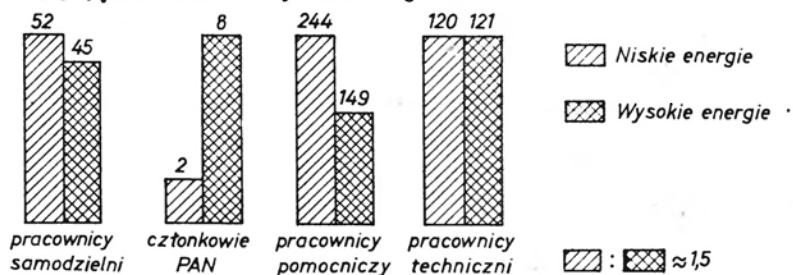 52 45
8
2
244
149
120 121
Niskie energie
Wysokie energie
pracownicy samodzielni
członkowie PAN
pracownicy pomocniczy
pracownicy techniczni
: ≈1,5